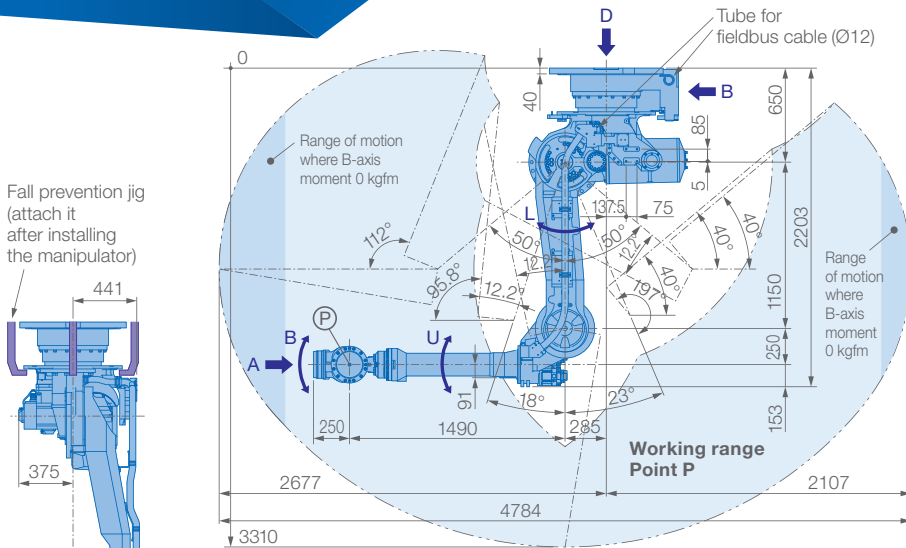 D
Tube for
fieldbus cable (Ø12)
0
40
B
650
85
5
Range of motion
where B-axis
moment 0 kgfm
Fall prevention jig
(attach it
after installing
the manipulator)
441
375
L
137.5
75
50°
50°
12.2°
12.2°
12.2°
112°
95.8°
40°
40°
40°
197°
2203
1150
250
153
Range
of motion
where
B-axis
moment
0 kgfm
P
B
A
U
91
18°
23°
250
1490
285
Working range
Point P
2677
2107
4784
3310